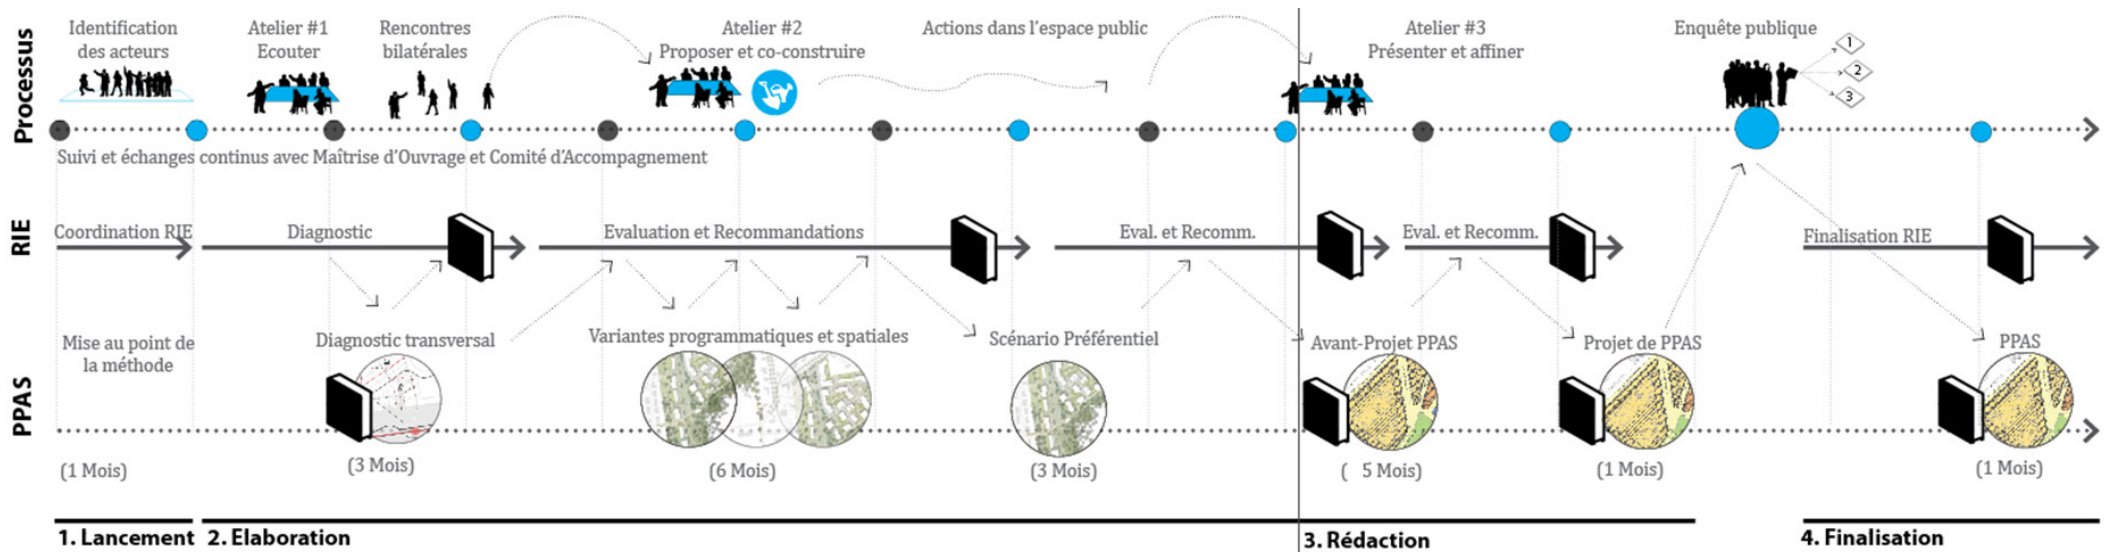 Processus
Identification
des acteurs
Atelier #1
Ecouter
Rencontres
bilatérales
Atelier #2
Proposer et co-construire
Actions dans l'espace public
Atelier #3
Présenter et affiner
Enquête publique
1
2
3
Suivi et échanges continus avec Maîtrise d'Ouvrage et Comité d'Accompagnement
RIE
Coordination RIE
Diagnostic
Evaluation et Recommandations
Eval. et Recomm.
Eval. et Recomm.
Finalisation RIE
PPAS
Mise au point de
la méthode
Diagnostic transversal
Variantes programmatiques et spatiales
Scénario Préférentiel
Avant-Projet PPAS
Projet de PPAS
PPAS
(1 Mois)
(3 Mois)
(6 Mois)
(3 Mois)
( 5 Mois)
(1 Mois)
(1 Mois)
1. Lancement
2. Elaboration
3. Rédaction
4. Finalisation